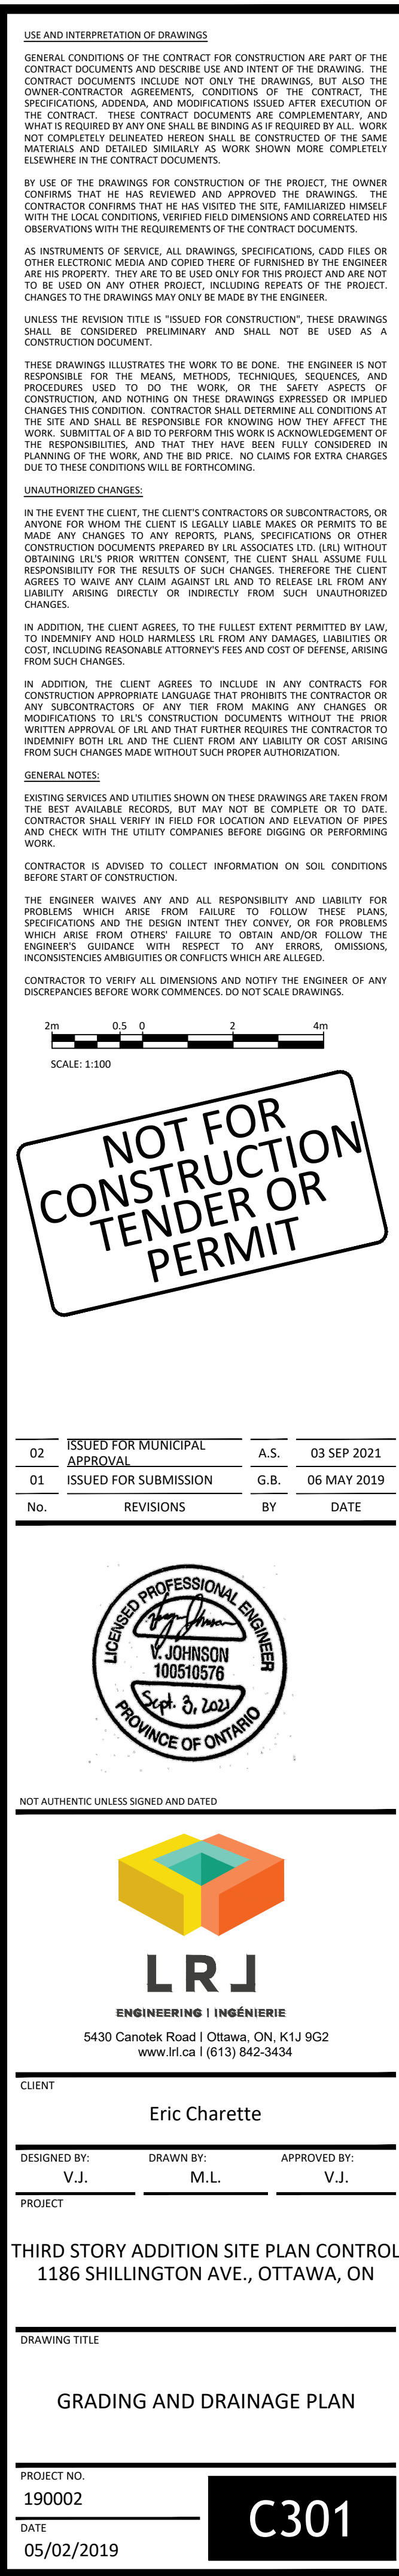 USE AND INTERPRETATION OF DRAWINGS
GENERAL CONDITIONS OF THE CONTRACT FOR CONSTRUCTION ARE PART OF THE
CONTRACT DOCUMENTS AND DESCRIBE USE AND INTENT OF THE DRAWING. THE
CONTRACT DOCUMENTS INCLUDE NOT ONLY THE DRAWINGS, BUT ALSO THE
OWNER-CONTRACTOR AGREEMENTS, CONDITIONS OF THE CONTRACT, THE
SPECIFICATIONS, ADDENDA, AND MODIFICATIONS ISSUED AFTER EXECUTION OF
THE CONTRACT. THESE CONTRACT DOCUMENTS ARE COMPLEMENTARY, AND
WHAT IS REQUIRED BY ANY ONE SHALL BE BINDING AS IF REQUIRED BY ALL. WORK
NOT COMPLETELY DELINEATED HEREON SHALL BE CONSTRUCTED OF THE SAME
MATERIALS AND DETAILED SIMILARLY AS WORK SHOWN MORE COMPLETELY
ELSEWHERE IN THE CONTRACT DOCUMENTS.
BY USE OF THE DRAWINGS FOR CONSTRUCTION OF THE PROJECT, THE OWNER
CONFIRMS THAT HE HAS REVIEWED AND APPROVED THE DRAWINGS. THE
CONTRACTOR CONFIRMS THAT HE HAS VISITED THE SITE, FAMILIARIZED HIMSELF
WITH THE LOCAL CONDITIONS, VERIFIED FIELD DIMENSIONS AND CORRELATED HIS
OBSERVATIONS WITH THE REQUIREMENTS OF THE CONTRACT DOCUMENTS.
AS INSTRUMENTS OF SERVICE, ALL DRAWINGS, SPECIFICATIONS, CADD FILES OR
OTHER ELECTRONIC MEDIA AND COPIED THERE OF FURNISHED BY THE ENGINEER
ARE HIS PROPERTY. THEY ARE TO BE USED ONLY FOR THIS PROJECT AND ARE NOT
TO BE USED ON ANY OTHER PROJECT, INCLUDING REPEATS OF THE PROJECT.
CHANGES TO THE DRAWINGS MAY ONLY BE MADE BY THE ENGINEER.
UNLESS THE REVISION TITLE IS "ISSUED FOR CONSTRUCTION", THESE DRAWINGS
SHALL BE CONSIDERED PRELIMINARY AND SHALL NOT BE USED AS A
CONSTRUCTION DOCUMENT.
THESE DRAWINGS ILLUSTRATES THE WORK TO BE DONE. THE ENGINEER IS NOT
RESPONSIBLE FOR THE MEANS, METHODS, TECHNIQUES, SEQUENCES, AND
PROCEDURES USED TO DO THE WORK, OR THE SAFETY ASPECTS OF
CONSTRUCTION, AND NOTHING ON THESE DRAWINGS EXPRESSED OR IMPLIED
CHANGES THIS CONDITION. CONTRACTOR SHALL DETERMINE ALL CONDITIONS AT
THE SITE AND SHALL BE RESPONSIBLE FOR KNOWING HOW THEY AFFECT THE
WORK. SUBMITTAL OF A BID TO PERFORM THIS WORK IS ACKNOWLEDGEMENT OF
THE RESPONSIBILITIES, AND THAT THEY HAVE BEEN FULLY CONSIDERED IN
PLANNING OF THE WORK, AND THE BID PRICE. NO CLAIMS FOR EXTRA CHARGES
DUE TO THESE CONDITIONS WILL BE FORTHCOMING.
UNAUTHORIZED CHANGES:
IN THE EVENT THE CLIENT, THE CLIENT'S CONTRACTORS OR SUBCONTRACTORS, OR
ANYONE FOR WHOM THE CLIENT IS LEGALLY LIABLE MAKES OR PERMITS TO BE
MADE ANY CHANGES TO ANY REPORTS, PLANS, SPECIFICATIONS OR OTHER
CONSTRUCTION DOCUMENTS PREPARED BY LRL ASSOCIATES LTD. (LRL) WITHOUT
OBTAINING LRL'S PRIOR WRITTEN CONSENT, THE CLIENT SHALL ASSUME FULL
RESPONSIBILITY FOR THE RESULTS OF SUCH CHANGES. THEREFORE THE CLIENT
AGREES TO WAIVE ANY CLAIM AGAINST LRL AND TO RELEASE LRL FROM ANY
LIABILITY ARISING DIRECTLY OR INDIRECTLY FROM SUCH UNAUTHORIZED
CHANGES.
IN ADDITION, THE CLIENT AGREES, TO THE FULLEST EXTENT PERMITTED BY LAW,
TO INDEMNIFY AND HOLD HARMLESS LRL FROM ANY DAMAGES, LIABILITIES OR
COST, INCLUDING REASONABLE ATTORNEY'S FEES AND COST OF DEFENSE, ARISING
FROM SUCH CHANGES.
IN ADDITION, THE CLIENT AGREES TO INCLUDE IN ANY CONTRACTS FOR
CONSTRUCTION APPROPRIATE LANGUAGE THAT PROHIBITS THE CONTRACTOR OR
ANY SUBCONTRACTORS OF ANY TIER FROM MAKING ANY CHANGES OR
MODIFICATIONS TO LRL'S CONSTRUCTION DOCUMENTS WITHOUT THE PRIOR
WRITTEN APPROVAL OF LRL AND THAT FURTHER REQUIRES THE CONTRACTOR TO
INDEMNIFY BOTH LRL AND THE CLIENT FROM ANY LIABILITY OR COST ARISING
FROM SUCH CHANGES MADE WITHOUT SUCH PROPER AUTHORIZATION.
GENERAL NOTES:
EXISTING SERVICES AND UTILITIES SHOWN ON THESE DRAWINGS ARE TAKEN FROM
THE BEST AVAILABLE RECORDS, BUT MAY NOT BE COMPLETE OR TO DATE.
CONTRACTOR SHALL VERIFY IN FIELD FOR LOCATION AND ELEVATION OF PIPES
AND CHECK WITH THE UTILITY COMPANIES BEFORE DIGGING OR PERFORMING
WORK.
CONTRACTOR IS ADVISED TO COLLECT INFORMATION ON SOIL CONDITIONS
BEFORE START OF CONSTRUCTION.
THE ENGINEER WAIVES ANY AND ALL RESPONSIBILITY AND LIABILITY FOR
PROBLEMS WHICH ARISE FROM FAILURE TO FOLLOW THESE PLANS,
SPECIFICATIONS AND THE DESIGN INTENT THEY CONVEY, OR FOR PROBLEMS
WHICH ARISE FROM OTHERS' FAILURE TO OBTAIN AND/OR FOLLOW THE
ENGINEER'S GUIDANCE WITH RESPECT TO ANY ERRORS, OMISSIONS,
INCONSISTENCIES AMBIGUITIES OR CONFLICTS WHICH ARE ALLEGED.
CONTRACTOR TO VERIFY ALL DIMENSIONS AND NOTIFY THE ENGINEER OF ANY
DISCREPANCIES BEFORE WORK COMMENCES. DO NOT SCALE DRAWINGS.
2m 0.5 0 2 4m
SCALE: 1:100
NOT FOR
CONSTRUCTION
TENDER OR
PERMIT
02 ISSUED FOR MUNICIPAL APPROVAL A.S. 03 SEP 2021
01 ISSUED FOR SUBMISSION G.B. 06 MAY 2019
No. REVISIONS BY DATE
LICENSED PROFESSIONAL ENGINEER
V. JOHNSON
100510576
Sept. 3, 2021
PROVINCE OF ONTARIO
NOT AUTHENTIC UNLESS SIGNED AND DATED
LRL
ENGINEERING | INGÉNIERIE
5430 Canotek Road | Ottawa, ON, K1J 9G2
www.lrl.ca | (613) 842-3434
CLIENT
Eric Charette
DESIGNED BY: DRAWN BY: APPROVED BY:
V.J. M.L. V.J.
PROJECT
THIRD STORY ADDITION SITE PLAN CONTROL
1186 SHILLINGTON AVE., OTTAWA, ON
DRAWING TITLE
GRADING AND DRAINAGE PLAN
PROJECT NO.
190002
C301
DATE
05/02/2019